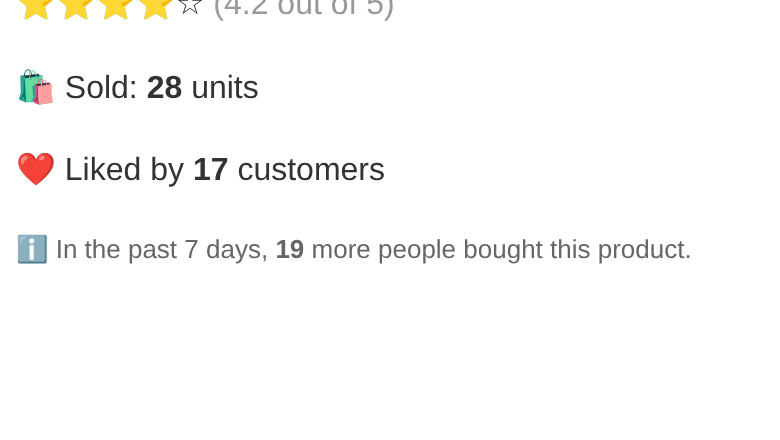 ⭐⭐⭐⭐☆ (4.2 out of 5)
🛍️ Sold: 28 units
❤️ Liked by 17 customers
ℹ️ In the past 7 days, 19 more people bought this product.